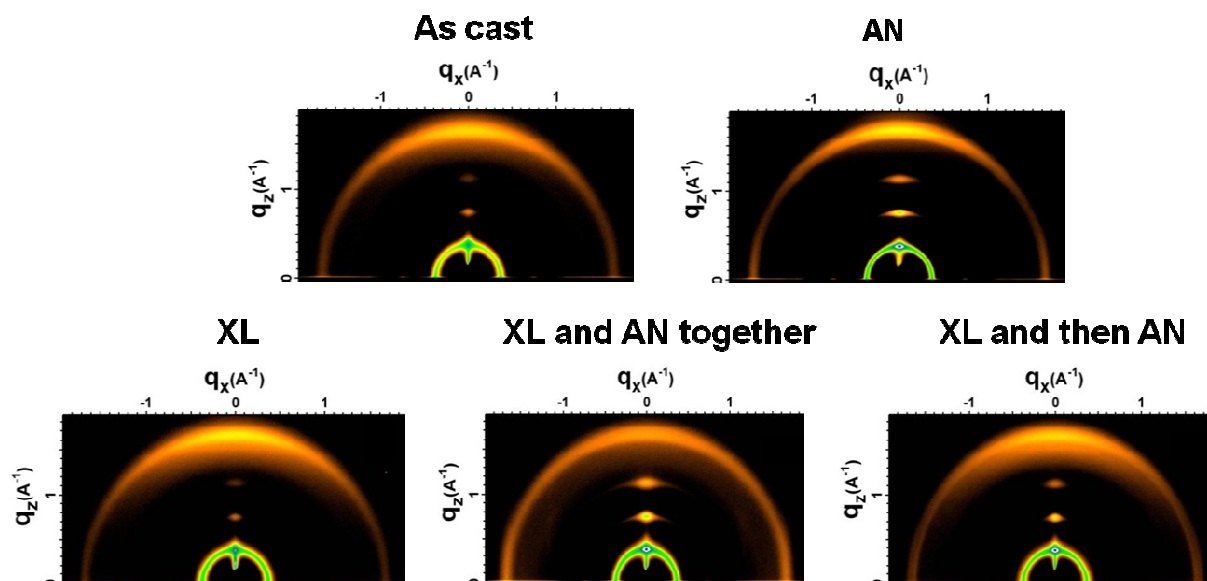 As cast
AN
qx(A-1)
qx(A-1)
-1 0 1
-1 0 1
qz(A-1)
qz(A-1)
1
1
0
0
XL
XL and AN together
XL and then AN
qx(A-1)
qx(A-1)
qx(A-1)
-1 0 1
-1 0 1
-1 0 1
qz(A-1)
qz(A-1)
qz(A-1)
1
1
1